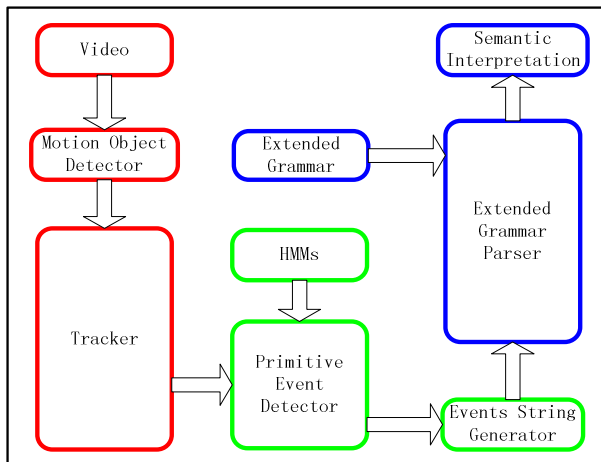 Video
Motion Object
Detector
Tracker
HMMs
Primitive
Event
Detector
Events String
Generator
Extended
Grammar
Extended
Grammar
Parser
Semantic
Interpretation